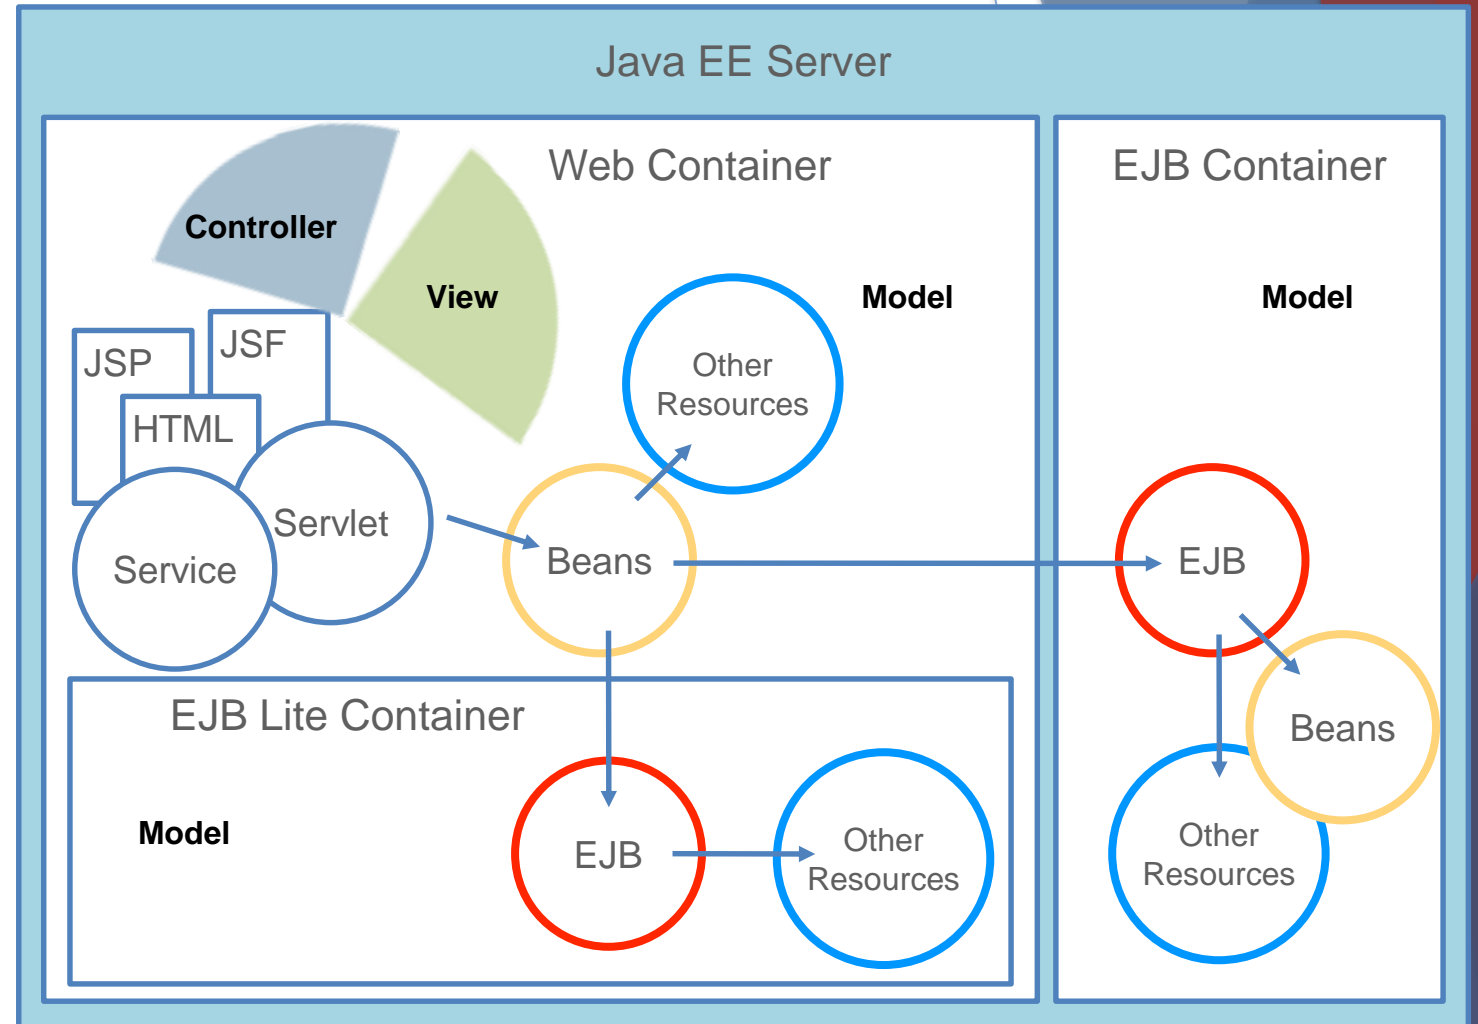 Java EE Server
Web Container
EJB Container
Controller
View
Model
Model
JSP
JSF
HTML
Other
Resources
Servlet
Service
Beans
EJB
EJB Lite Container
Beans
Model
EJB
Other
Resources
Other
Resources